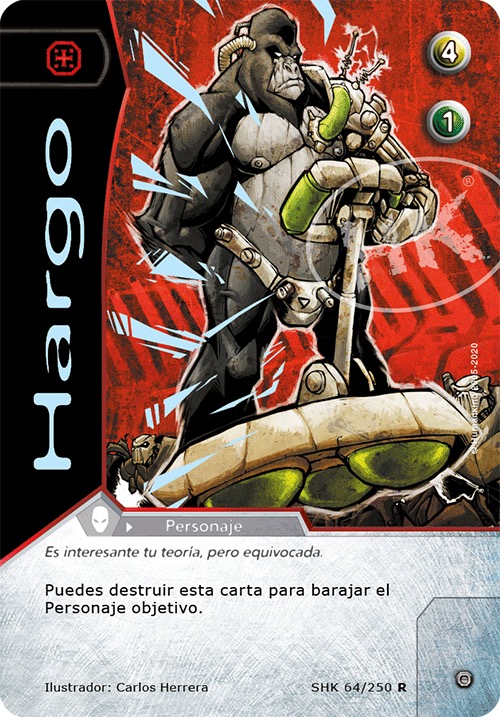 Hargo
4
1
Personaje
Es interesante tu teoría, pero equivocada.
Puedes destruir esta carta para barajar el
Personaje objetivo.
Ilustrador: Carlos Herrera
SHK 64/250 R